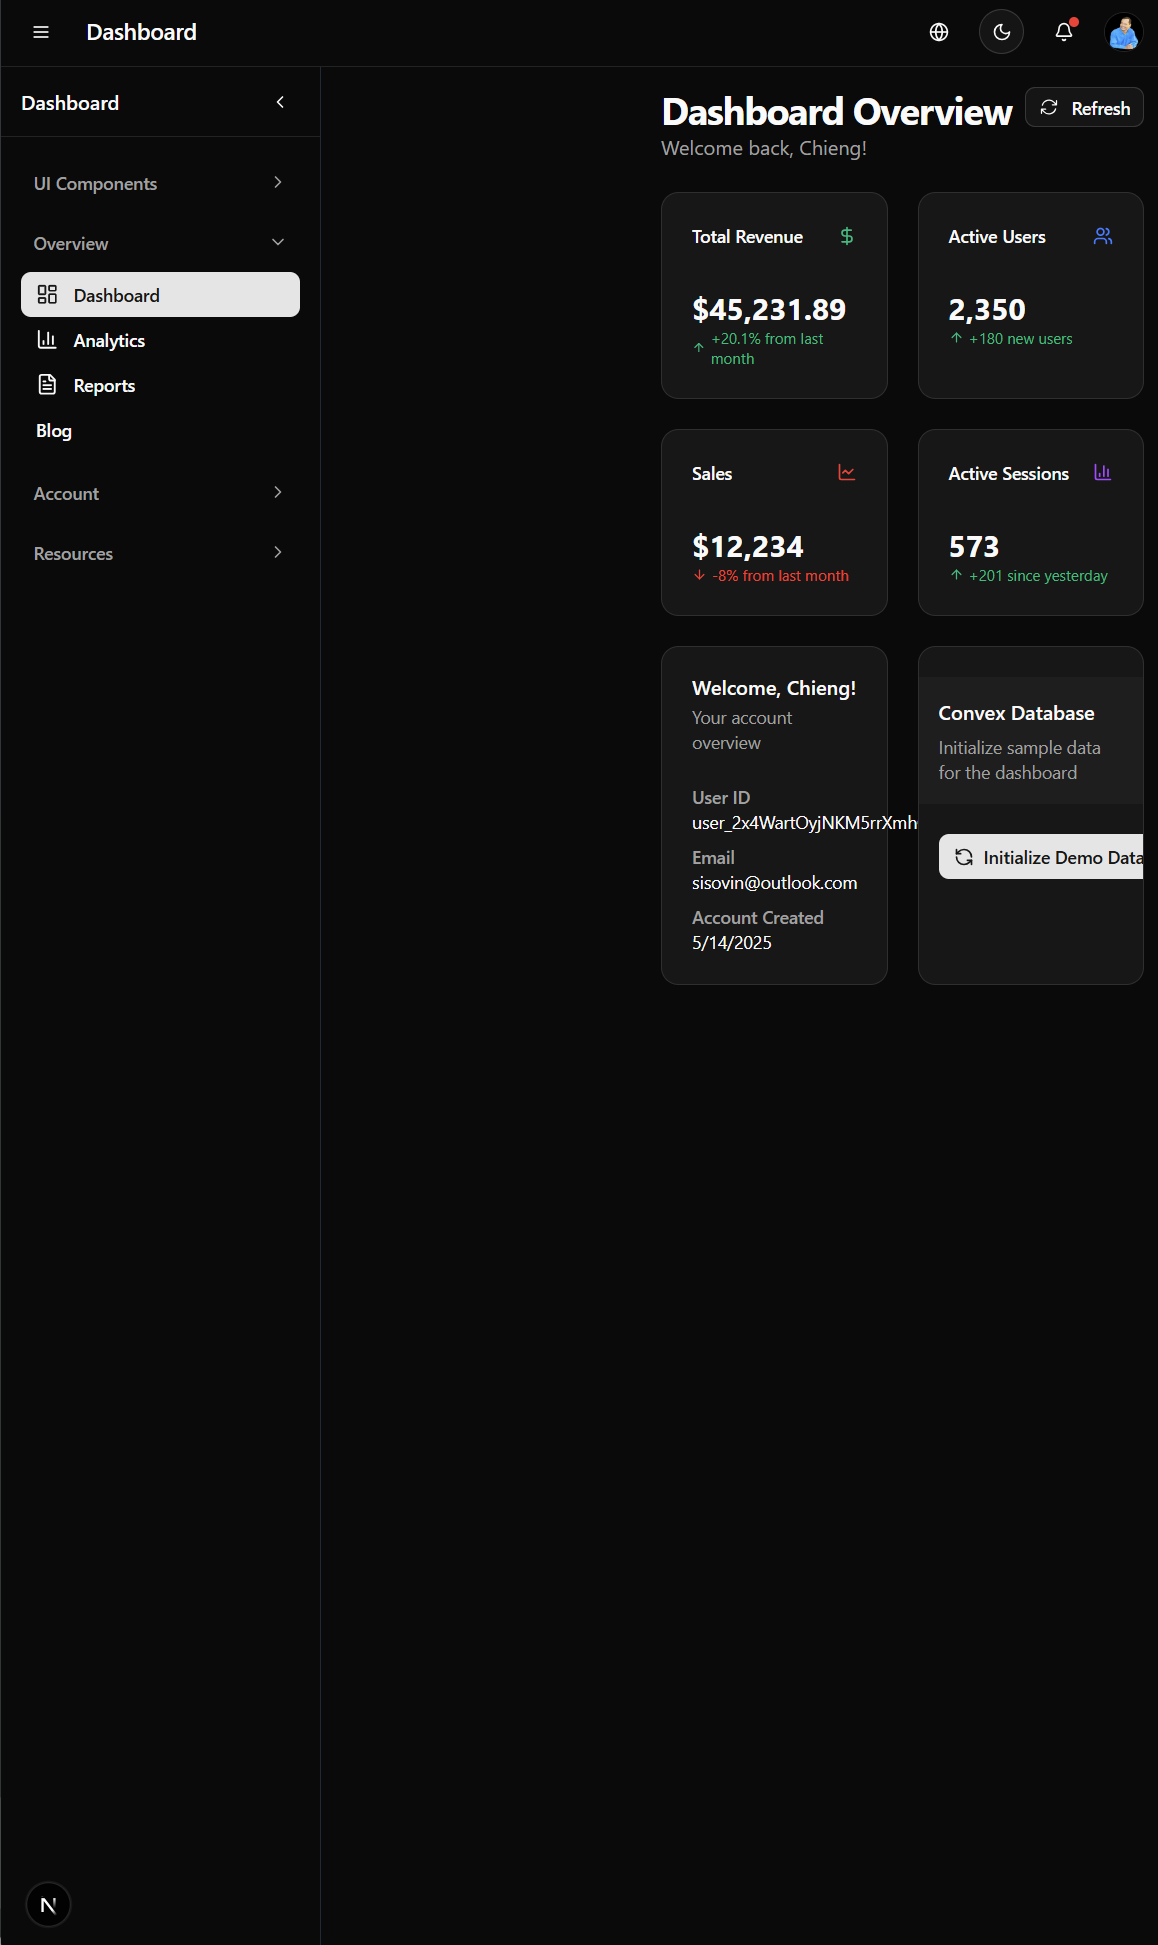 Dashboard
Dashboard
UI Components
Overview
Dashboard
Analytics
Reports
Blog
Account
Resources
Dashboard Overview
Refresh
Welcome back, Chieng!
Total Revenue
$45,231.89
+20.1% from last
month
Active Users
2,350
+180 new users
Sales
$12,234
-8% from last month
Active Sessions
573
+201 since yesterday
Welcome, Chieng!
Your account
overview
User ID
user_2x4WartOyjNKM5rrXmh
Email
sisovin@outlook.com
Account Created
5/14/2025
Convex Database
Initialize sample data
for the dashboard
Initialize Demo Data
N